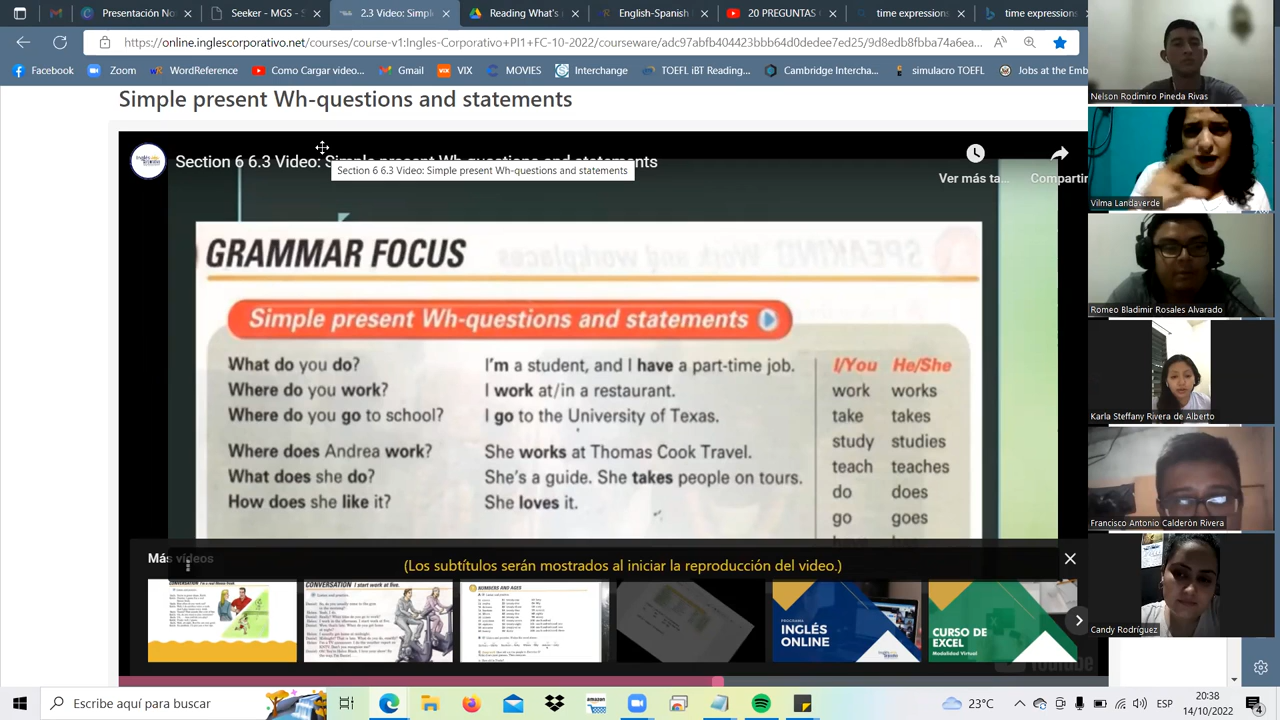 Presentación No
Seeker - MGS - S
2.3 Video: Simple
Reading What's
English-Spanish
20 PREGUNTAS
time expressions
time expressions
https://online.inglescorporativo.net/courses/course-v1:Ingles-Corporativo+PI1+FC-10-2022/courseware/adc97abfb404423bbb64d0dedee7ed25/9d8edb8fbba74a6ea...
Facebook
Zoom
WordReference
Como Cargar video...
Gmail
VIX
MOVIES
Interchange
TOEFL iBT Reading...
Cambridge Intercha...
simulacro TOEFL
Jobs at the Emb
Simple present Wh-questions and statements
Section 6 6.3 Video: Simple present Wh-questions and statements
Section 6 6.3 Video: Simple present Wh-questions and statements
Ver más ta...
Compartir
GRAMMAR FOCUS
Simple present Wh-questions and statements
What do you do? I'm a student, and I have a part-time job. I/You He/She
Where do you work? I work at/in a restaurant. work works
Where do you go to school? I go to the University of Texas. take takes
study studies
Where does Andrea work? She works at Thomas Cook Travel.
teach teaches
What does she do? She's a guide. She takes people on tours.
do does
How does she like it? She loves it.
go goes
Más vídeos
(Los subtítulos serán mostrados al iniciar la reproducción del video.)
CONVERSATION I'm a real fitness freak.
CONVERSATION I start work at five.
NUMBERS AND AGES
PROGRAMA
INGLÉS
ONLINE
CURSO DE
EXCEL
Modalidad Virtual
Nelson Rodimiro Pineda Rivas
Vilma Landaverde
Romeo Bladimir Rosales Alvarado
Karla Steffany Rivera de Alberto
Francisco Antonio Calderón Rivera
Candy Rodríguez
Escribe aquí para buscar
amazon
23°C
ESP
20:38
14/10/2022
4